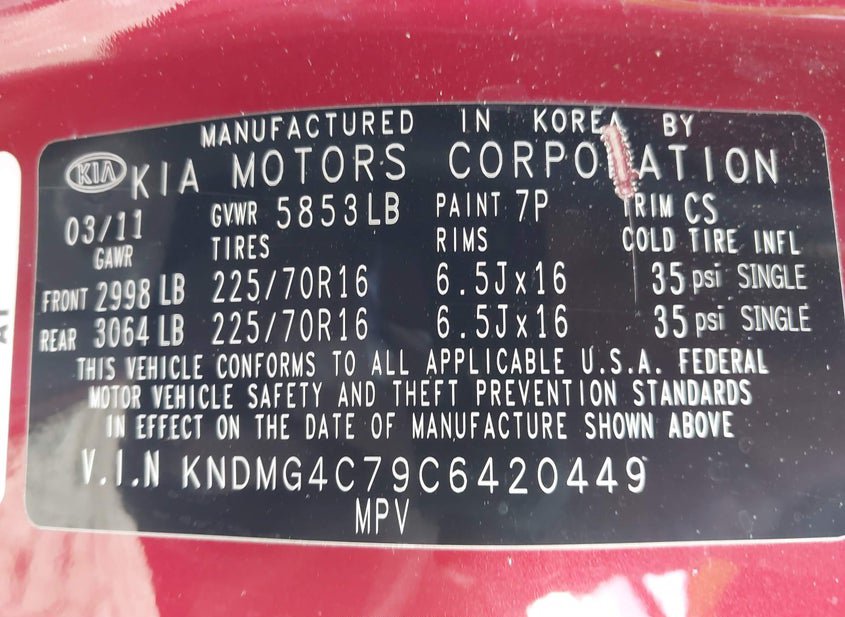 MANUFACTURED IN KOREA BY
KIA KIA MOTORS CORPORATION
03/11 GVWR 5853LB PAINT 7P TRIM CS
GAWR TIRES RIMS COLD TIRE INFL
FRONT 2998 LB 225/70R16 6.5Jx16 35 psi SINGLE
REAR 3064 LB 225/70R16 6.5Jx16 35 psi SINGLE
THIS VEHICLE CONFORMS TO ALL APPLICABLE U.S.A. FEDERAL
MOTOR VEHICLE SAFETY AND THEFT PREVENTION STANDARDS
IN EFFECT ON THE DATE OF MANUFACTURE SHOWN ABOVE
V.I.N KNDMG4C79C6420449
MPV